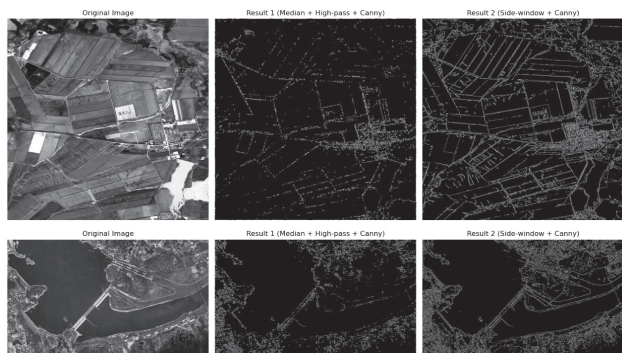 Original Image
Result 1 (Median + High-pass + Canny)
Result 2 (Side-window + Canny)
Original Image
Result 1 (Median + High-pass + Canny)
Result 2 (Side-window + Canny)